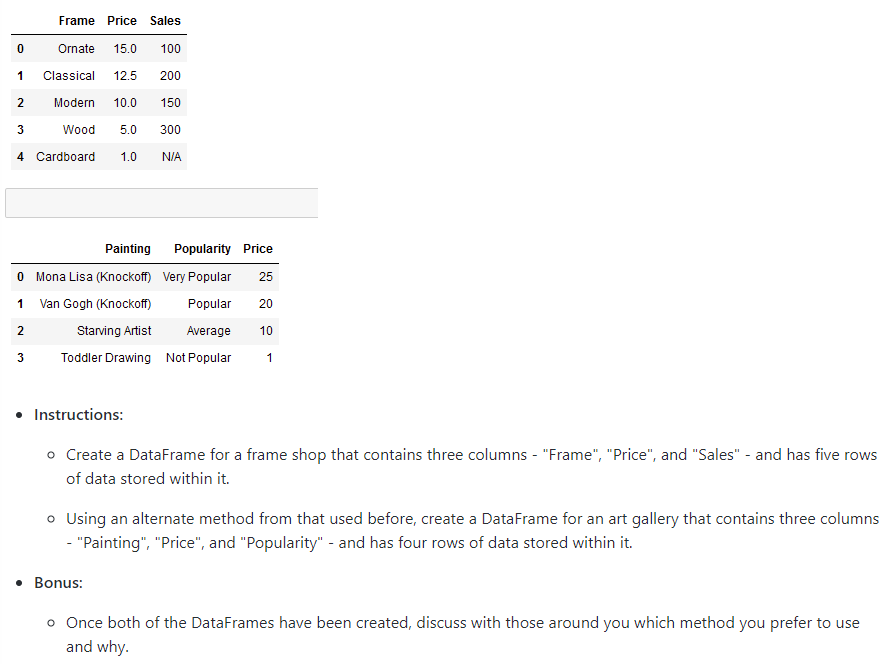 Frame Price Sales
0 Ornate 15.0 100
1 Classical 12.5 200
2 Modern 10.0 150
3 Wood 5.0 300
4 Cardboard 1.0 N/A
Painting Popularity Price
0 Mona Lisa (Knockoff) Very Popular 25
1 Van Gogh (Knockoff) Popular 20
2 Starving Artist Average 10
3 Toddler Drawing Not Popular 1
Instructions:
Create a DataFrame for a frame shop that contains three columns - "Frame", "Price", and "Sales" - and has five rows
of data stored within it.
Using an alternate method from that used before, create a DataFrame for an art gallery that contains three columns
- "Painting", "Price", and "Popularity" - and has four rows of data stored within it.
Bonus:
Once both of the DataFrames have been created, discuss with those around you which method you prefer to use
and why.